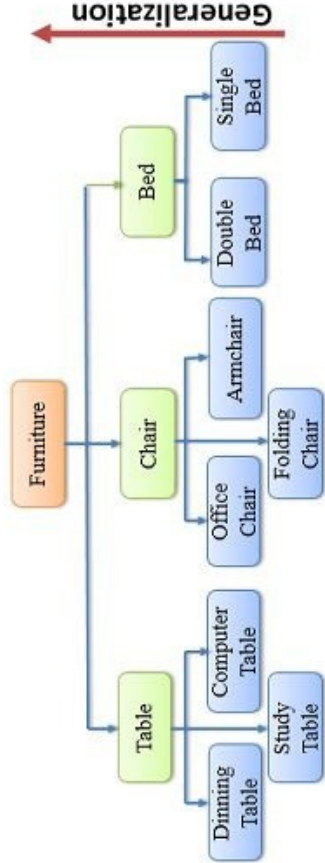 Furniture
Table
Chair
Bed
Dinning
Table
Computer
Table
Study
Table
Office
Chair
Armchair
Folding
Chair
Double
Bed
Single
Bed
Generalization